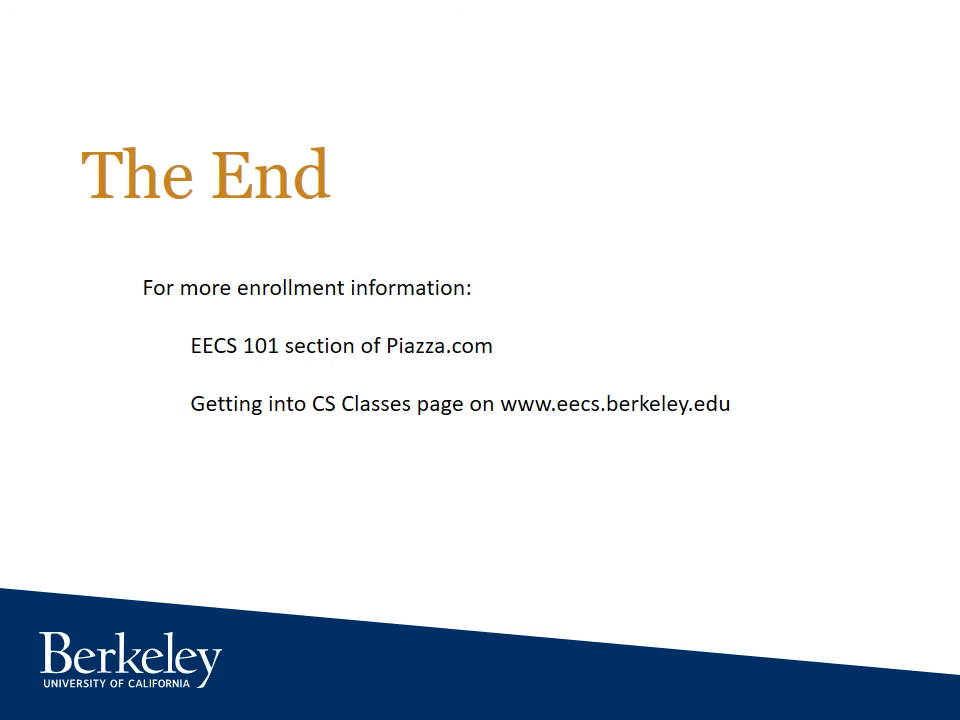 The End
For more enrollment information:
EECS 101 section of Piazza.com
Getting into CS Classes page on www.eecs.berkeley.edu
Berkeley
UNIVERSITY OF CALIFORNIA